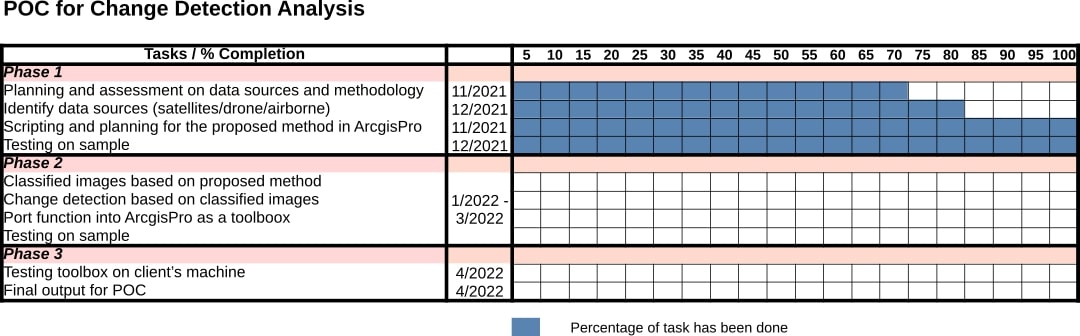 POC for Change Detection Analysis
Tasks / % Completion 5 10 15 20 25 30 35 40 45 50 55 60 65 70 75 80 85 90 95 100
Phase 1
Planning and assessment on data sources and methodology 11/2021
Identify data sources (satellites/drone/airborne) 12/2021
Scripting and planning for the proposed method in ArcgisPro 11/2021
Testing on sample 12/2021
Phase 2
Classified images based on proposed method
Change detection based on classified images 1/2022 -
Port function into ArcgisPro as a toolboox 3/2022
Testing on sample
Phase 3
Testing toolbox on client's machine 4/2022
Final output for POC 4/2022
Percentage of task has been done